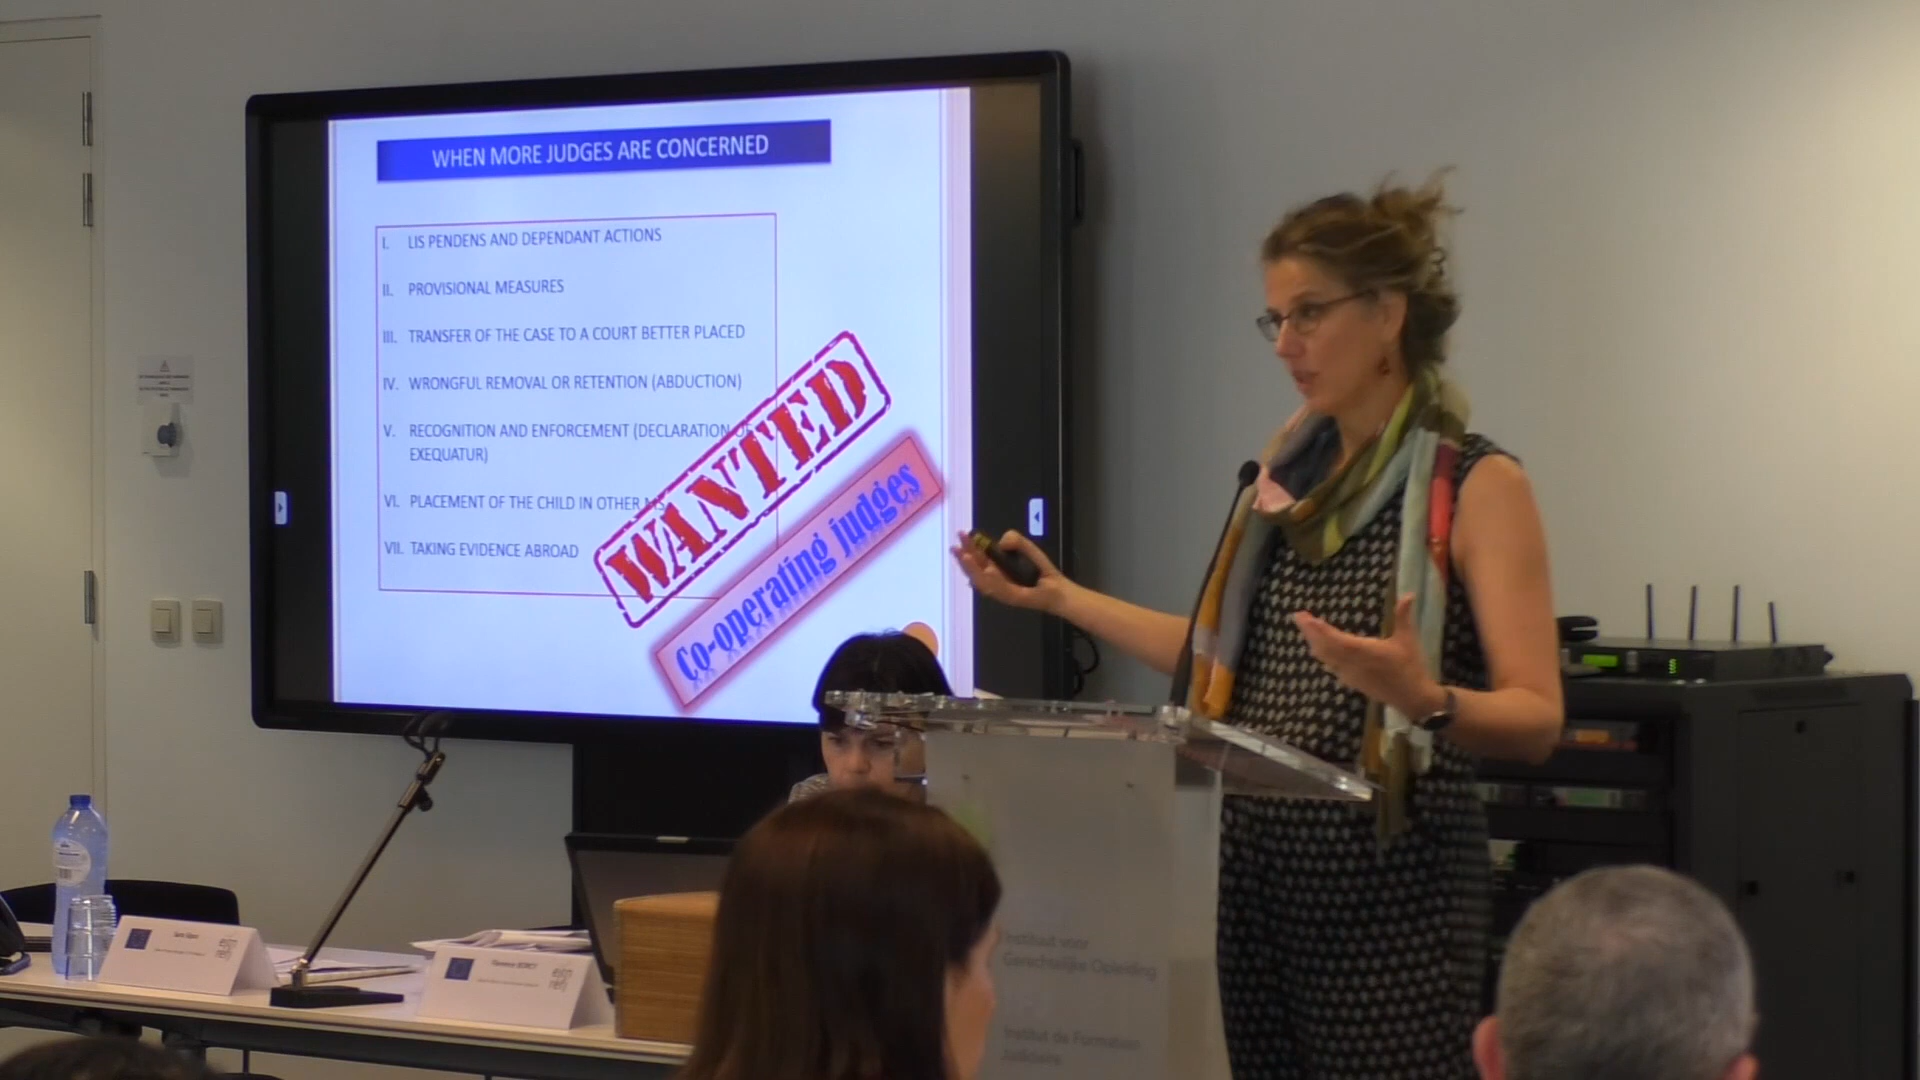 WHEN MORE JUDGES ARE CONCERNED
I. LIS PENDENS AND DEPENDANT ACTIONS
II. PROVISIONAL MEASURES
III. TRANSFER OF THE CASE TO A COURT BETTER PLACED
IV. WRONGFUL REMOVAL OR RETENTION (ABDUCTION)
V. RECOGNITION AND ENFORCEMENT (DECLARATION OF
EXEQUATUR)
VI. PLACEMENT OF THE CHILD IN OTHER MS
VII. TAKING EVIDENCE ABROAD
WANTED
Co-operating judges
Instituut voor
Gerechtelijke Opleiding
Institut de Formation
Judiciaire